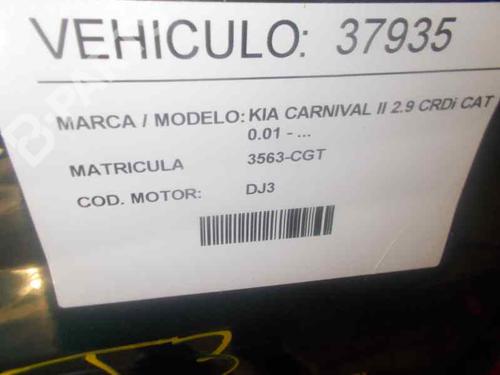 VEHICULO: 37935
MARCA / MODELO: KIA CARNIVAL II 2.9 CRDi CAT
0.01 - ...
MATRICULA 3563-CGT
COD. MOTOR: DJ3